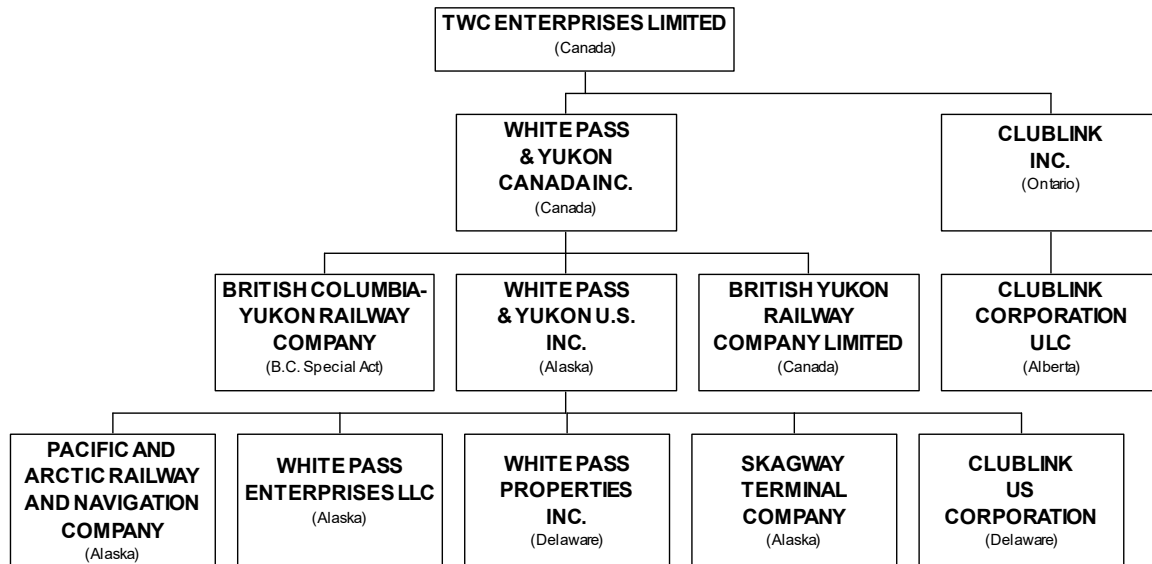 TWC ENTERPRISES LIMITED
(Canada)
WHITE PASS
& YUKON
CANADA INC.
(Canada)
CLUBLINK
INC.
(Ontario)
BRITISH COLUMBIA-
YUKON RAILWAY
COMPANY
(B.C. Special Act)
WHITE PASS
& YUKON U.S.
INC.
(Alaska)
BRITISH YUKON
RAILWAY
COMPANY LIMITED
(Canada)
CLUBLINK
CORPORATION
ULC
(Alberta)
PACIFIC AND
ARCTIC RAILWAY
AND NAVIGATION
COMPANY
(Alaska)
WHITE PASS
ENTERPRISES LLC
(Alaska)
WHITE PASS
PROPERTIES
INC.
(Delaware)
SKAGWAY
TERMINAL
COMPANY
(Alaska)
CLUBLINK
US
CORPORATION
(Delaware)